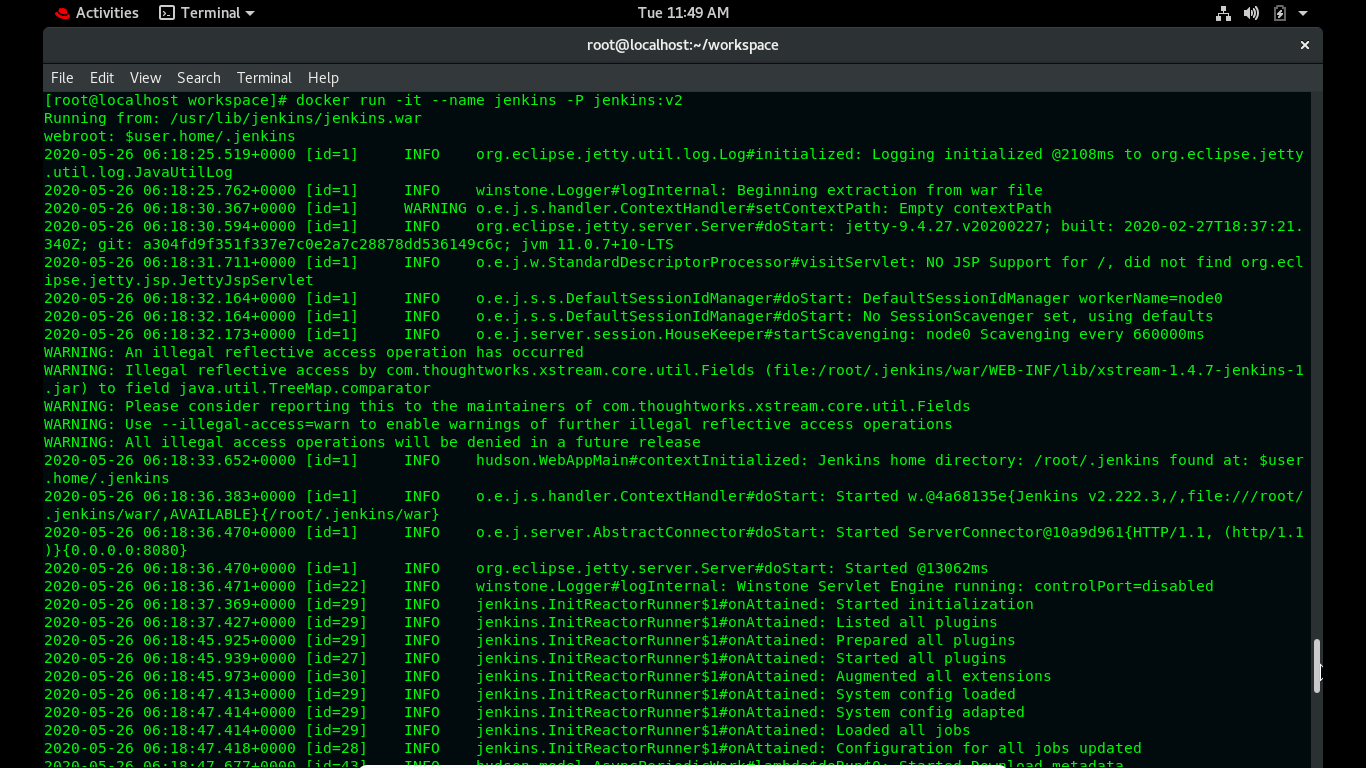 Activities Terminal Tue 11:49 AM
root@localhost:~/workspace ×
File Edit View Search Terminal Help
[root@localhost workspace]# docker run -it --name jenkins -P jenkins:v2
Running from: /usr/lib/jenkins/jenkins.war
webroot: $user.home/.jenkins
2020-05-26 06:18:25.519+0000 [id=1] INFO org.eclipse.jetty.util.log.Log#initialized: Logging initialized @2108ms to org.eclipse.jetty
.util.log.JavaUtilLog
2020-05-26 06:18:25.762+0000 [id=1] INFO winstone.Logger#logInternal: Beginning extraction from war file
2020-05-26 06:18:30.367+0000 [id=1] WARNING o.e.j.s.handler.ContextHandler#setContextPath: Empty contextPath
2020-05-26 06:18:30.594+0000 [id=1] INFO org.eclipse.jetty.server.Server#doStart: jetty-9.4.27.v20200227; built: 2020-02-27T18:37:21.
340Z; git: a304fd9f351f337e7c0e2a7c28878dd536149c6c; jvm 11.0.7+10-LTS
2020-05-26 06:18:31.711+0000 [id=1] INFO o.e.j.w.StandardDescriptorProcessor#visitServlet: NO JSP Support for /, did not find org.ecl
ipse.jetty.jsp.JettyJspServlet
2020-05-26 06:18:32.164+0000 [id=1] INFO o.e.j.s.s.DefaultSessionIdManager#doStart: DefaultSessionIdManager workerName=node0
2020-05-26 06:18:32.164+0000 [id=1] INFO o.e.j.s.s.DefaultSessionIdManager#doStart: No SessionScavenger set, using defaults
2020-05-26 06:18:32.173+0000 [id=1] INFO o.e.j.server.session.HouseKeeper#startScavenging: node0 Scavenging every 660000ms
WARNING: An illegal reflective access operation has occurred
WARNING: Illegal reflective access by com.thoughtworks.xstream.core.util.Fields (file:/root/.jenkins/war/WEB-INF/lib/xstream-1.4.7-jenkins-1
.jar) to field java.util.TreeMap.comparator
WARNING: Please consider reporting this to the maintainers of com.thoughtworks.xstream.core.util.Fields
WARNING: Use --illegal-access=warn to enable warnings of further illegal reflective access operations
WARNING: All illegal access operations will be denied in a future release
2020-05-26 06:18:33.652+0000 [id=1] INFO hudson.WebAppMain#contextInitialized: Jenkins home directory: /root/.jenkins found at: $user
.home/.jenkins
2020-05-26 06:18:36.383+0000 [id=1] INFO o.e.j.s.handler.ContextHandler#doStart: Started w.@4a68135e{Jenkins v2.222.3,/,file:///root/
.jenkins/war/,AVAILABLE}{/root/.jenkins/war}
2020-05-26 06:18:36.470+0000 [id=1] INFO o.e.j.server.AbstractConnector#doStart: Started ServerConnector@10a9d961{HTTP/1.1, (http/1.1
)}{0.0.0.0:8080}
2020-05-26 06:18:36.470+0000 [id=1] INFO org.eclipse.jetty.server.Server#doStart: Started @13062ms
2020-05-26 06:18:36.471+0000 [id=22] INFO winstone.Logger#logInternal: Winstone Servlet Engine running: controlPort=disabled
2020-05-26 06:18:37.369+0000 [id=29] INFO jenkins.InitReactorRunner$1#onAttained: Started initialization
2020-05-26 06:18:37.427+0000 [id=29] INFO jenkins.InitReactorRunner$1#onAttained: Listed all plugins
2020-05-26 06:18:45.925+0000 [id=29] INFO jenkins.InitReactorRunner$1#onAttained: Prepared all plugins
2020-05-26 06:18:45.939+0000 [id=27] INFO jenkins.InitReactorRunner$1#onAttained: Started all plugins
2020-05-26 06:18:45.973+0000 [id=30] INFO jenkins.InitReactorRunner$1#onAttained: Augmented all extensions
2020-05-26 06:18:47.413+0000 [id=29] INFO jenkins.InitReactorRunner$1#onAttained: System config loaded
2020-05-26 06:18:47.414+0000 [id=29] INFO jenkins.InitReactorRunner$1#onAttained: System config adapted
2020-05-26 06:18:47.414+0000 [id=29] INFO jenkins.InitReactorRunner$1#onAttained: Loaded all jobs
2020-05-26 06:18:47.418+0000 [id=28] INFO jenkins.InitReactorRunner$1#onAttained: Configuration for all jobs updated
2020-05-26 06:18:47.677+0000 [id=43] INFO hudson.model.AsyncPeriodicWork#lambda$doRun$0: Started Download metadata